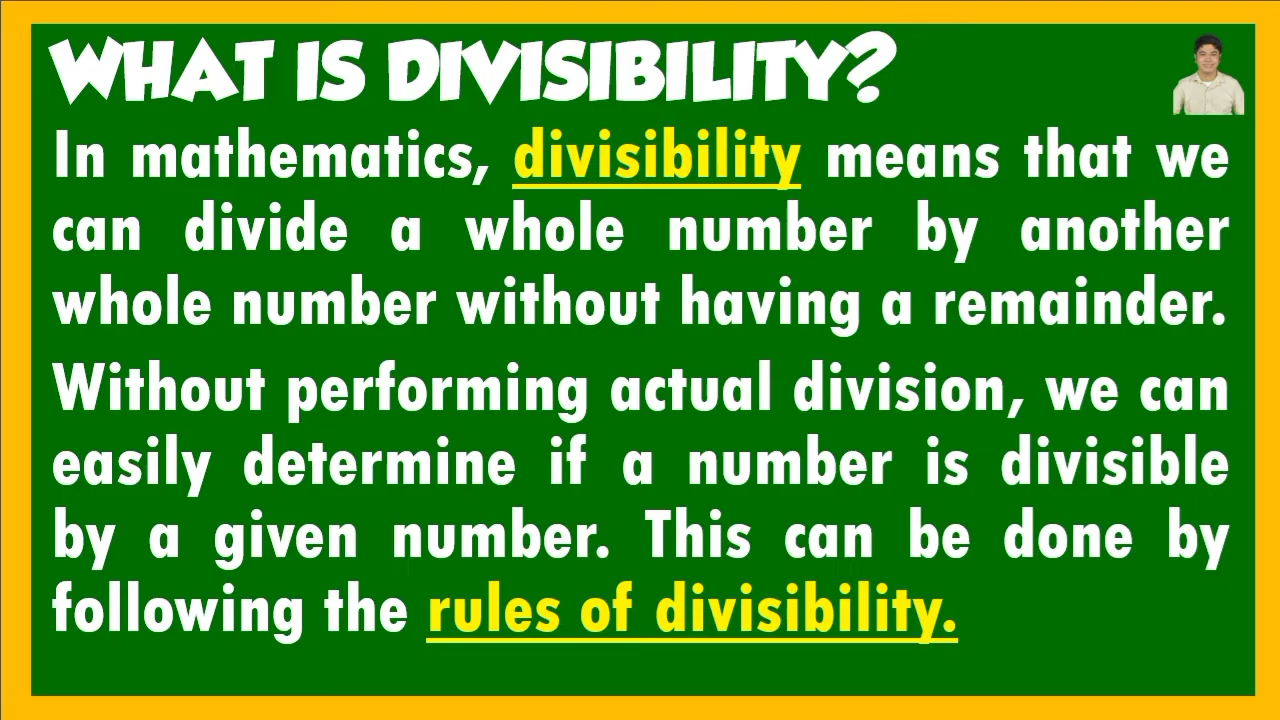 WHAT IS DIVISIBILITY?
In mathematics, divisibility means that we
can divide a whole number by another
whole number without having a remainder.
Without performing actual division, we can
easily determine if a number is divisible
by a given number. This can be done by
following the rules of divisibility.